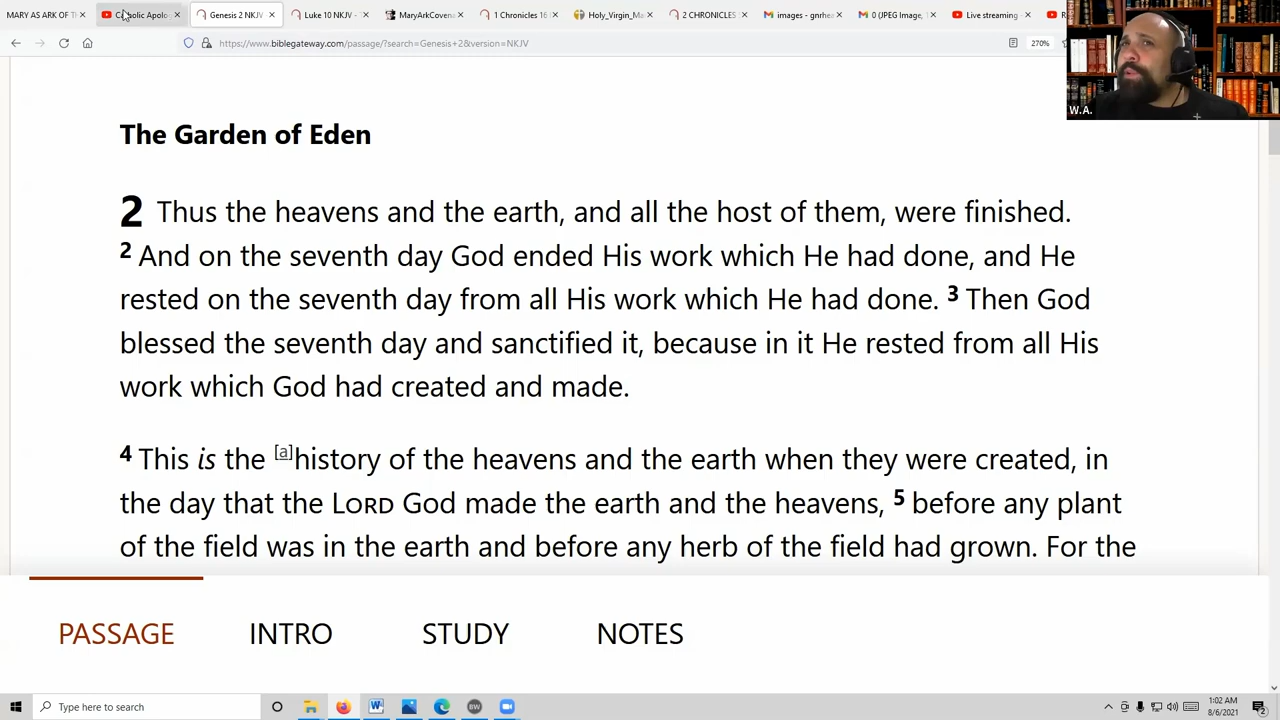 MARY AS ARK OF TH
Catholic Apolo
Genesis 2 NKJV
Luke 10 NKJV
MaryArkCovena
1 Chronicles 16
Holy_Virgin_Ma
2 CHRONICLES
images - gnrhea
0 (JPEG Image,
Live streaming
https://www.biblegateway.com/passage/?search=Genesis+2&version=NKJV
270%
W.A.
The Garden of Eden
2 Thus the heavens and the earth, and all the host of them, were finished.
2 And on the seventh day God ended His work which He had done, and He
rested on the seventh day from all His work which He had done. 3 Then God
blessed the seventh day and sanctified it, because in it He rested from all His
work which God had created and made.
4 This is the [a]history of the heavens and the earth when they were created, in
the day that the LORD God made the earth and the heavens, 5 before any plant
of the field was in the earth and before any herb of the field had grown. For the
PASSAGE INTRO STUDY NOTES
Type here to search
1:02 AM
8/6/2021